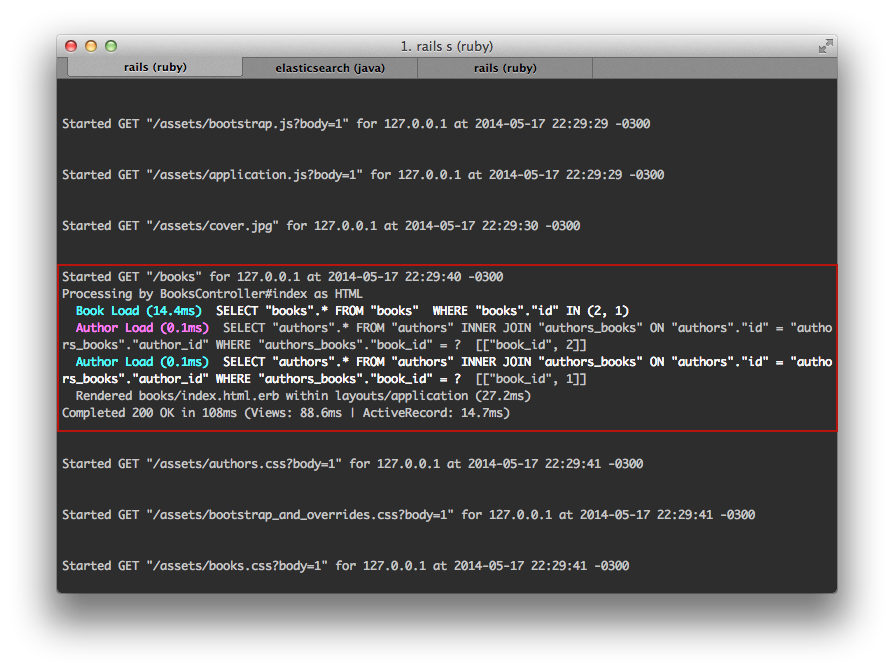 1. rails s (ruby)
rails (ruby) elasticsearch (java) rails (ruby)
Started GET "/assets/bootstrap.js?body=1" for 127.0.0.1 at 2014-05-17 22:29:29 -0300
Started GET "/assets/application.js?body=1" for 127.0.0.1 at 2014-05-17 22:29:29 -0300
Started GET "/assets/cover.jpg" for 127.0.0.1 at 2014-05-17 22:29:30 -0300
Started GET "/books" for 127.0.0.1 at 2014-05-17 22:29:40 -0300
Processing by BooksController#index as HTML
  Book Load (14.4ms)  SELECT "books".* FROM "books"  WHERE "books"."id" IN (2, 1)
  Author Load (0.1ms)  SELECT "authors".* FROM "authors" INNER JOIN "authors_books" ON "authors"."id" = "autho
rs_books"."author_id" WHERE "authors_books"."book_id" = ?  [["book_id", 2]]
  Author Load (0.1ms)  SELECT "authors".* FROM "authors" INNER JOIN "authors_books" ON "authors"."id" = "autho
rs_books"."author_id" WHERE "authors_books"."book_id" = ?  [["book_id", 1]]
  Rendered books/index.html.erb within layouts/application (27.2ms)
Completed 200 OK in 108ms (Views: 88.6ms | ActiveRecord: 14.7ms)
Started GET "/assets/authors.css?body=1" for 127.0.0.1 at 2014-05-17 22:29:41 -0300
Started GET "/assets/bootstrap_and_overrides.css?body=1" for 127.0.0.1 at 2014-05-17 22:29:41 -0300
Started GET "/assets/books.css?body=1" for 127.0.0.1 at 2014-05-17 22:29:41 -0300